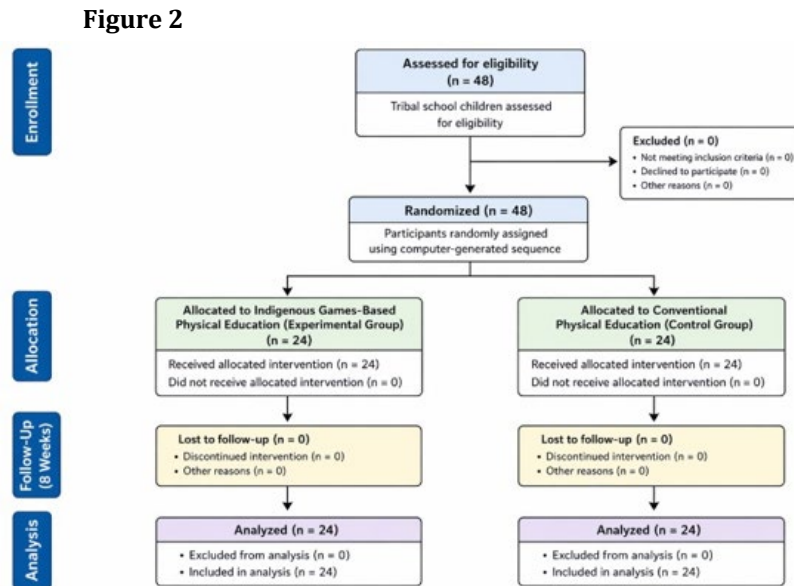 Figure 2
Enrollment
Assessed for eligibility
(n = 48)
Tribal school children assessed
for eligibility
Excluded (n = 0)
• Not meeting inclusion criteria (n = 0)
• Declined to participate (n = 0)
• Other reasons (n = 0)
Randomized (n = 48)
Participants randomly assigned
using computer-generated sequence
Allocation
Allocated to Indigenous Games-Based
Physical Education (Experimental Group)
(n = 24)
Received allocated intervention (n = 24)
Did not receive allocated intervention (n = 0)
Allocated to Conventional
Physical Education (Control Group)
(n = 24)
Received allocated intervention (n = 24)
Did not receive allocated intervention (n = 0)
Follow-Up
(8 Weeks)
Lost to follow-up (n = 0)
• Discontinued intervention (n = 0)
• Other reasons (n = 0)
Lost to follow-up (n = 0)
• Discontinued intervention (n = 0)
• Other reasons (n = 0)
Analysis
Analyzed (n = 24)
• Excluded from analysis (n = 0)
• Included in analysis (n = 24)
Analyzed (n = 24)
• Excluded from analysis (n = 0)
• Included in analysis (n = 24)